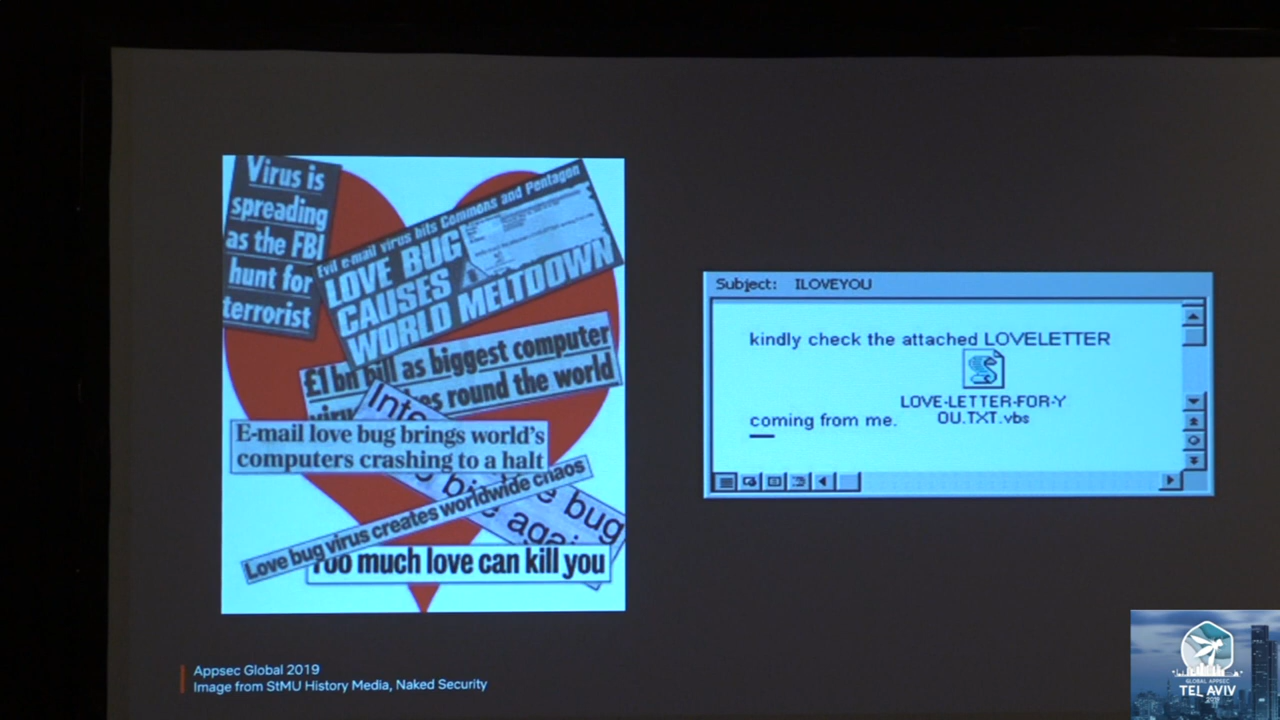 Virus is
spreading
as the FBI
hunt for
terrorist
Evil e-mail virus hits Commons and Pentagon
LOVE BUG
CAUSES
WORLD MELTDOWN
£1 bn bill as biggest computer
round the world
E-mail love bug brings world's
computers crashing to a halt
bug
Love bug virus creates worldwide chaos
Too much love can kill you
Subject: ILOVEYOU
kindly check the attached LOVELETTER
LOVE-LETTER-FOR-Y
OU.TXT.vbs
coming from me.
Appsec Global 2019
Image from StMU History Media, Naked Security
GLOBAL APPSEC
TEL AVIV
2019